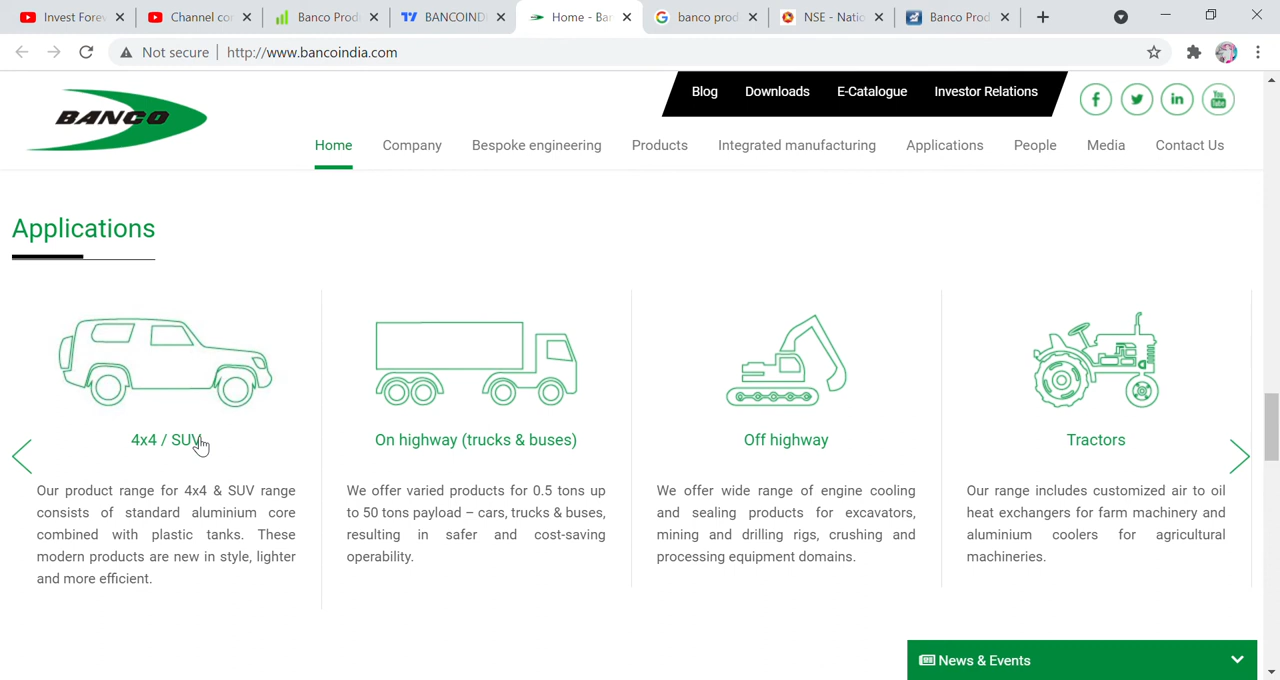 Invest Forev
Channel co
Banco Prod
BANCOIND
Home - Ban
banco prod
NSE - Natio
Banco Prod
Not secure
http://www.bancoindia.com
BANCO
Blog
Downloads
E-Catalogue
Investor Relations
Home
Company
Bespoke engineering
Products
Integrated manufacturing
Applications
People
Media
Contact Us
Applications
4x4 / SUV
Our product range for 4x4 & SUV range
consists of standard aluminium core
combined with plastic tanks. These
modern products are new in style, lighter
and more efficient.
On highway (trucks & buses)
We offer varied products for 0.5 tons up
to 50 tons payload – cars, trucks & buses,
resulting in safer and cost-saving
operability.
Off highway
We offer wide range of engine cooling
and sealing products for excavators,
mining and drilling rigs, crushing and
processing equipment domains.
Tractors
Our range includes customized air to oil
heat exchangers for farm machinery and
aluminium coolers for agricultural
machineries.
News & Events